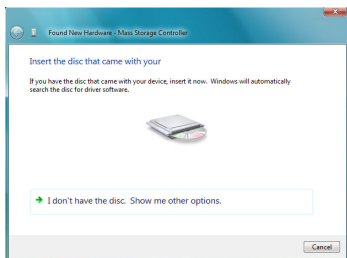 Found New Hardware - Mass Storage Controller
Insert the disc that came with your
If you have the disc that came with your device, insert it now. Windows will automatically
search the disc for driver software.
I don't have the disc. Show me other options.
Cancel